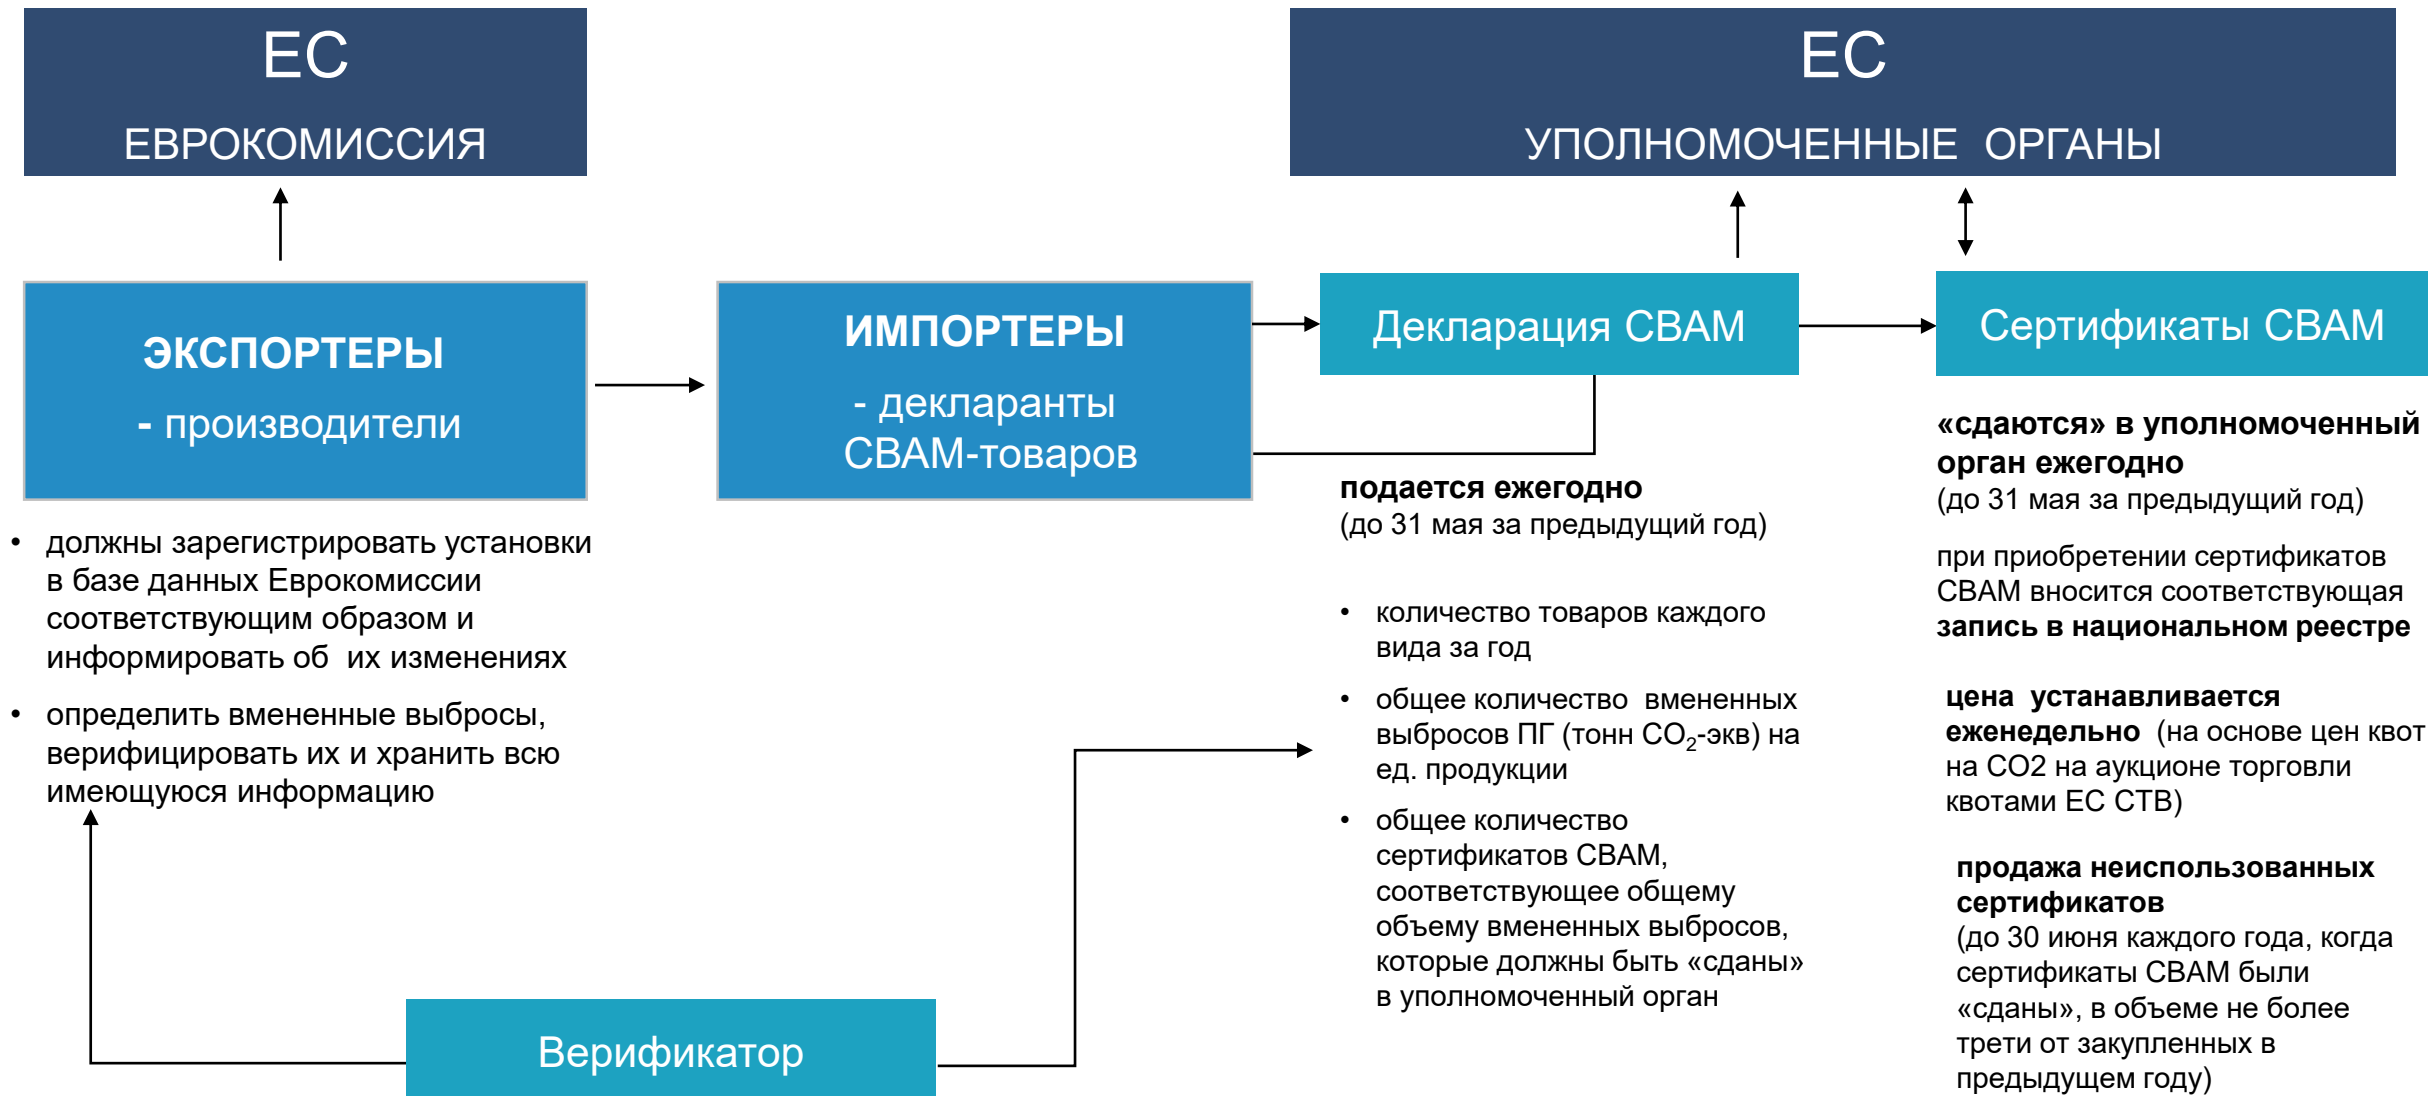 ЕС
ЕВРОКОМИССИЯ
ЕС
УПОЛНОМОЧЕННЫЕ ОРГАНЫ
ЭКСПОРТЕРЫ
- производители
ИМПОРТЕРЫ
- декларанты
СВАМ-товаров
Декларация СВАМ
Сертификаты СВАМ
• должны зарегистрировать установки
в базе данных Еврокомиссии
соответствующим образом и
информировать об их изменениях
• определить вмененные выбросы,
верифицировать их и хранить всю
имеющуюся информацию
подается ежегодно
(до 31 мая за предыдущий год)
• количество товаров каждого
вида за год
• общее количество вмененных
выбросов ПГ (тонн CO₂-экв) на
ед. продукции
• общее количество
сертификатов СВАМ,
соответствующее общему
объему вмененных выбросов,
которые должны быть «сданы»
в уполномоченный орган
«сдаются» в уполномоченный
орган ежегодно
(до 31 мая за предыдущий год)
при приобретении сертификатов
СВАМ вносится соответствующая
запись в национальном реестре
цена устанавливается
еженедельно (на основе цен квот
на СО2 на аукционе торговли
квотами ЕС СТВ)
продажа неиспользованных
сертификатов
(до 30 июня каждого года, когда
сертификаты СВАМ были
«сданы», в объеме не более
трети от закупленных в
предыдущем году)
Верификатор